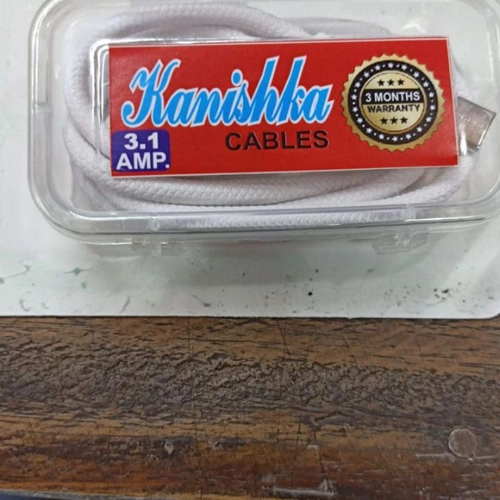 Kanishka
CABLES
3.1
AMP.
3 MONTHS
WARRANTY